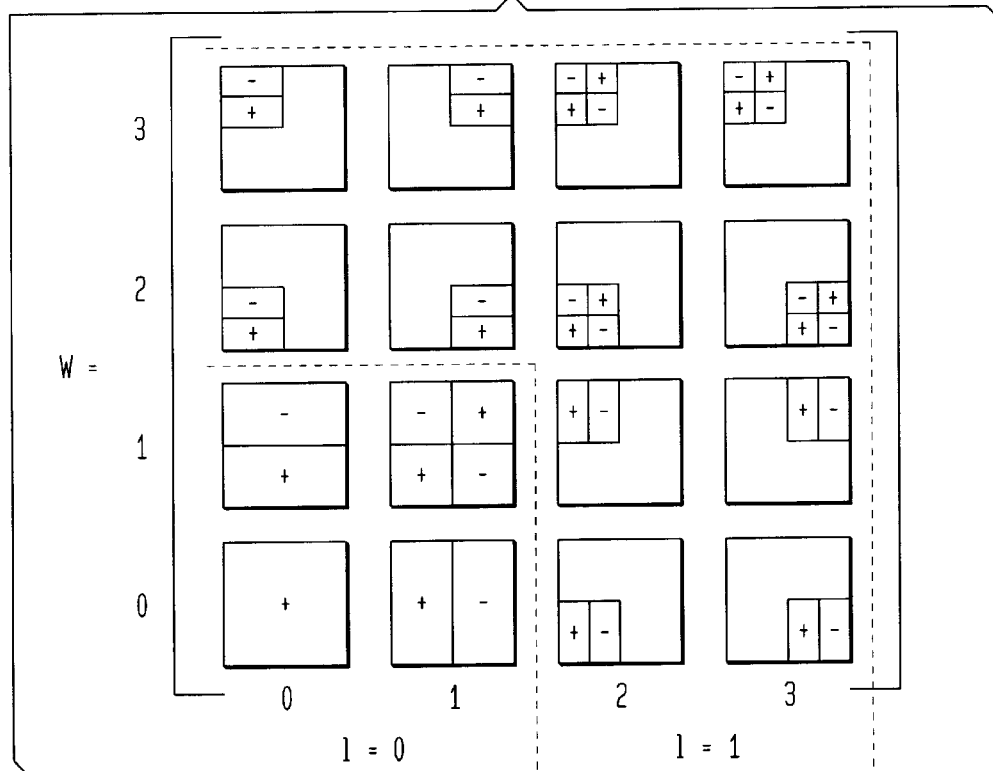 - - - + - +
3 + + + - + -
2 - - - + - +
+ + + - + -
W =
1 - - + + - + -
+ + -
0 + + - + - + -
0 1 2 3
l = 0 l = 1